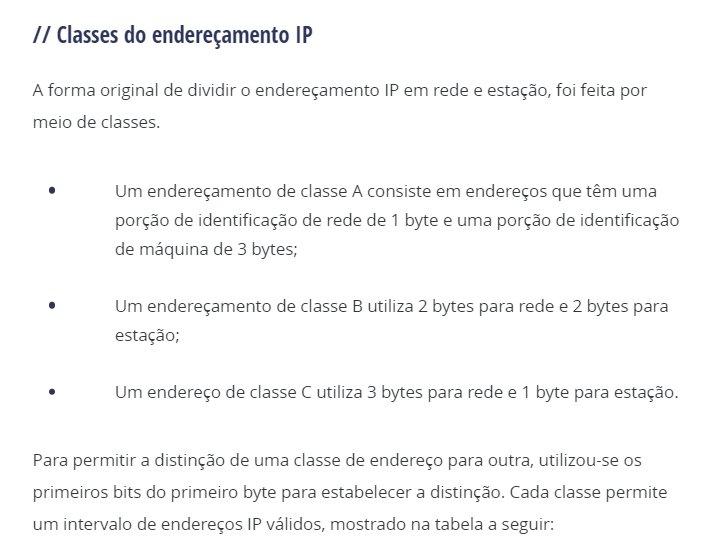 // Classes do endereçamento IP
A forma original de dividir o endereçamento IP em rede e estação, foi feita por
meio de classes.
• Um endereçamento de classe A consiste em endereços que têm uma
porção de identificação de rede de 1 byte e uma porção de identificação
de máquina de 3 bytes;
• Um endereçamento de classe B utiliza 2 bytes para rede e 2 bytes para
estação;
• Um endereço de classe C utiliza 3 bytes para rede e 1 byte para estação.
Para permitir a distinção de uma classe de endereço para outra, utilizou-se os
primeiros bits do primeiro byte para estabelecer a distinção. Cada classe permite
um intervalo de endereços IP válidos, mostrado na tabela a seguir: